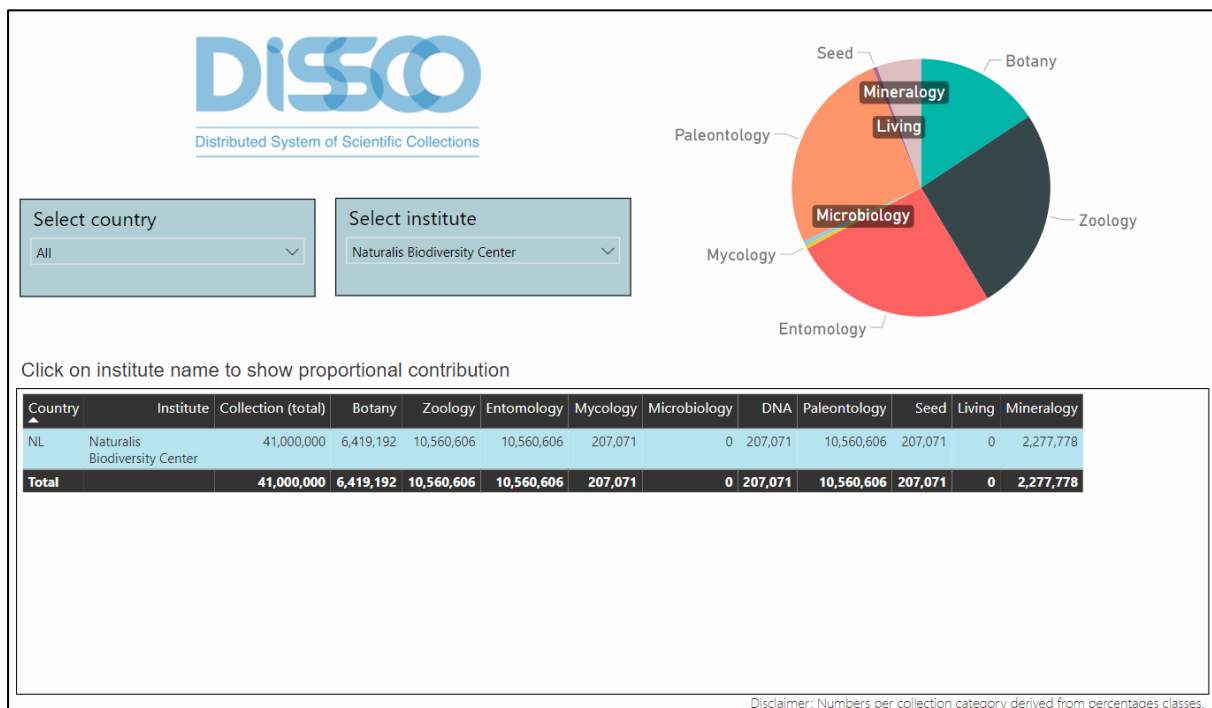 DiSSCO
Distributed System of Scientific Collections
Select country
All
Select institute
Naturalis Biodiversity Center
Seed
Botany
Mineralogy
Living
Paleontology
Microbiology
Zoology
Mycology
Entomology
Click on institute name to show proportional contribution
Country Institute Collection (total) Botany Zoology Entomology Mycology Microbiology DNA Paleontology Seed Living Mineralogy
NL Naturalis 41,000,000 6,419,192 10,560,606 10,560,606 207,071 0 207,071 10,560,606 207,071 0 2,277,778
Biodiversity Center
Total 41,000,000 6,419,192 10,560,606 10,560,606 207,071 0 207,071 10,560,606 207,071 0 2,277,778
Disclaimer: Numbers per collection category derived from percentages classes.